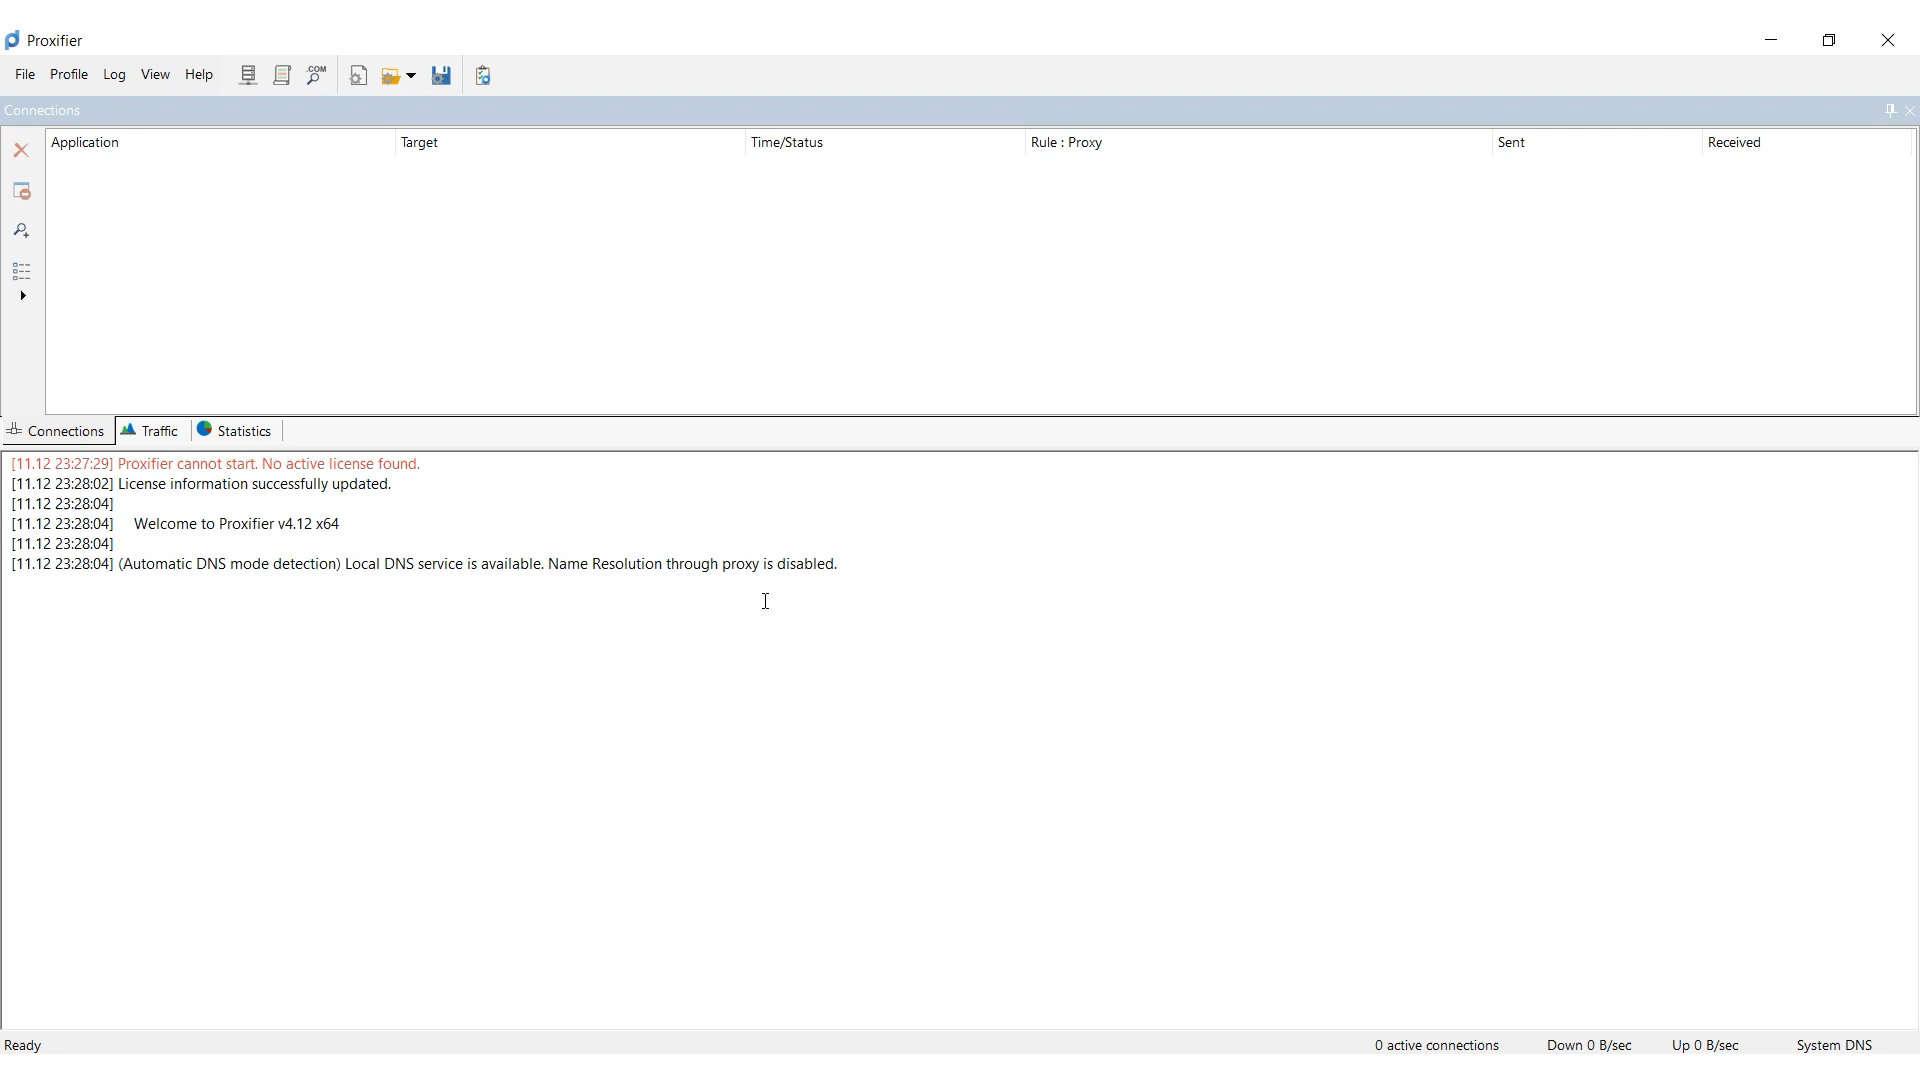 Proxifier
File Profile Log View Help .COM
Connections
Application Target Time/Status Rule : Proxy Sent Received
Connections Traffic Statistics
[11.12 23:27:29] Proxifier cannot start. No active license found.
[11.12 23:28:02] License information successfully updated.
[11.12 23:28:04]
[11.12 23:28:04] Welcome to Proxifier v4.12 x64
[11.12 23:28:04]
[11.12 23:28:04] (Automatic DNS mode detection) Local DNS service is available. Name Resolution through proxy is disabled.
Ready 0 active connections Down 0 B/sec Up 0 B/sec System DNS